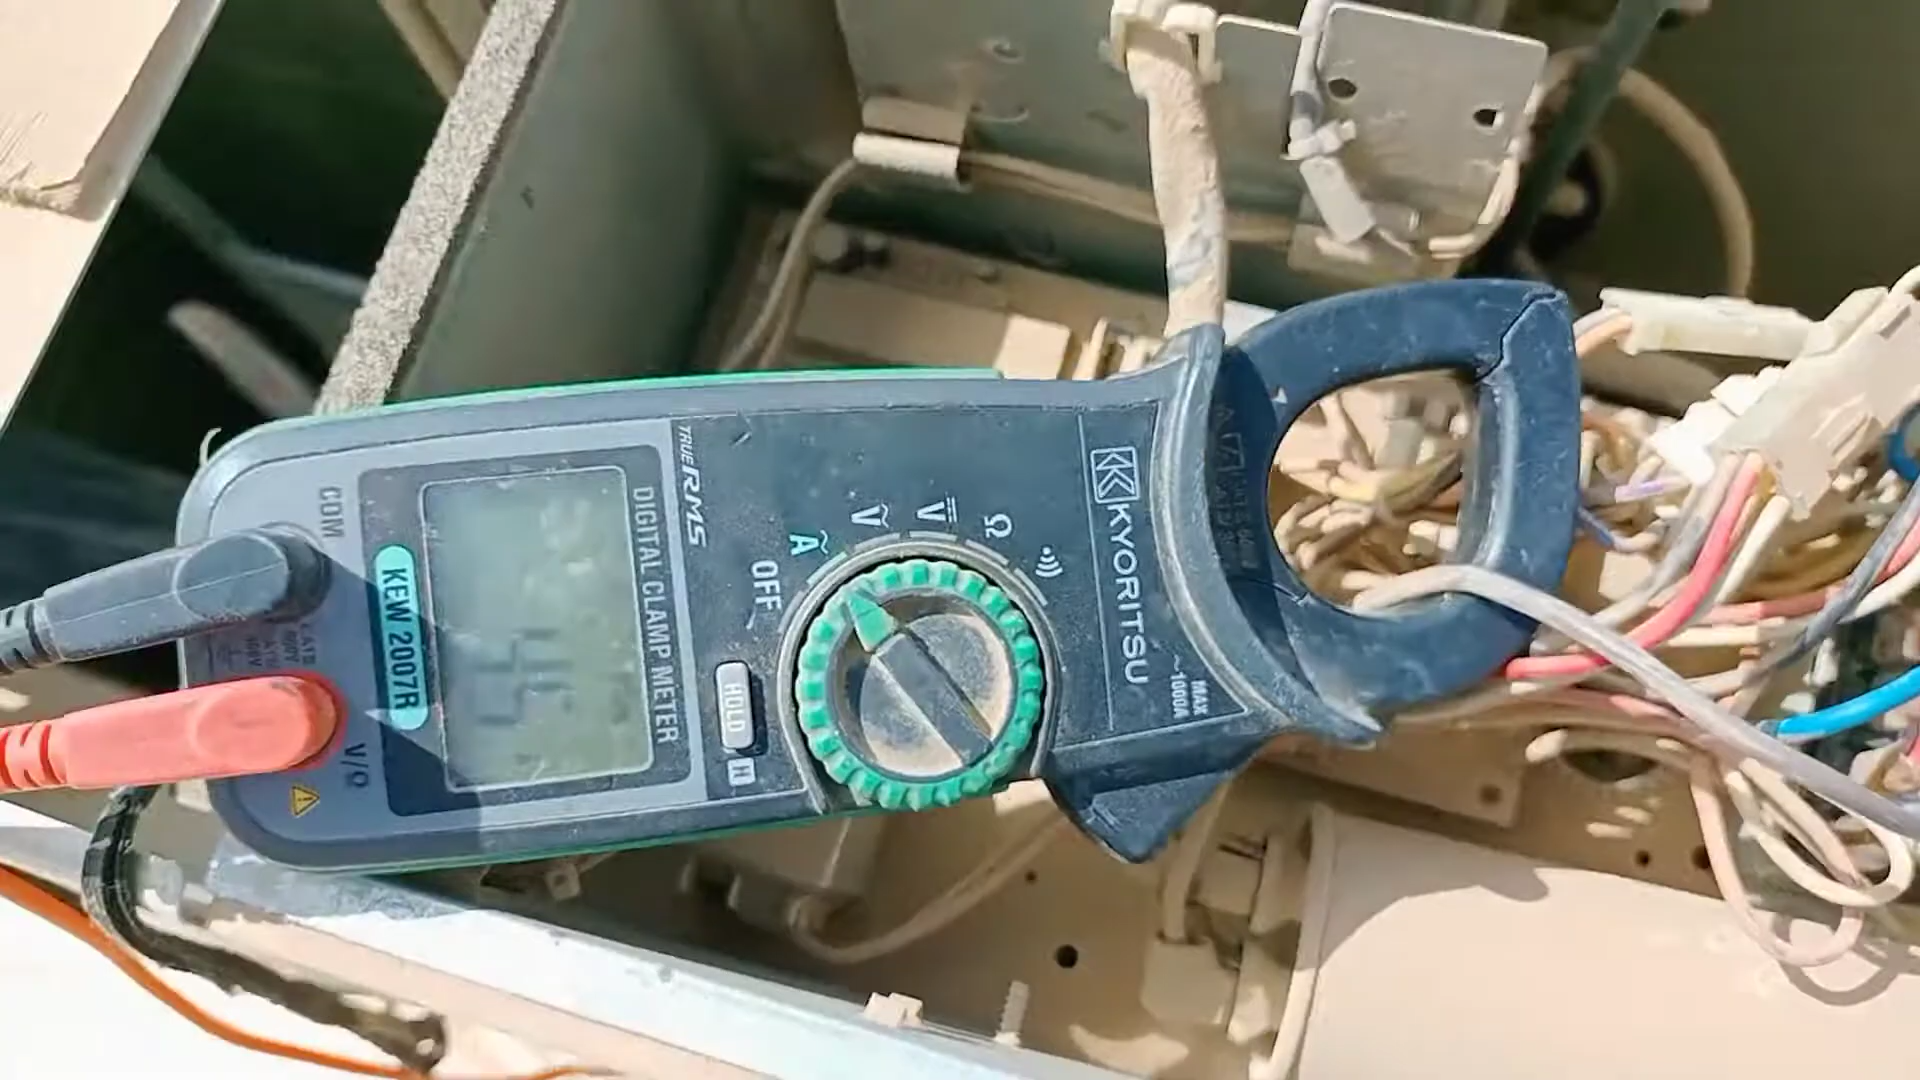 KYORITSU
MAX
~1000A
Ω
V
V
A
OFF
TRUE RMS
DIGITAL CLAMP METER
HOLD
H
KEW 2007R
COM
V/Ω